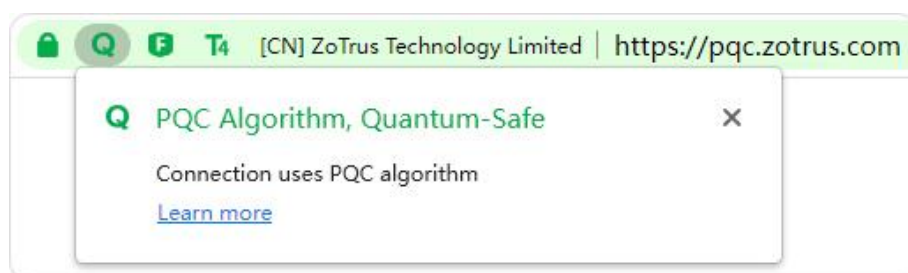 Q F T4 [CN] ZoTrus Technology Limited | https://pqc.zotrus.com
Q PQC Algorithm, Quantum-Safe ×
Connection uses PQC algorithm
Learn more